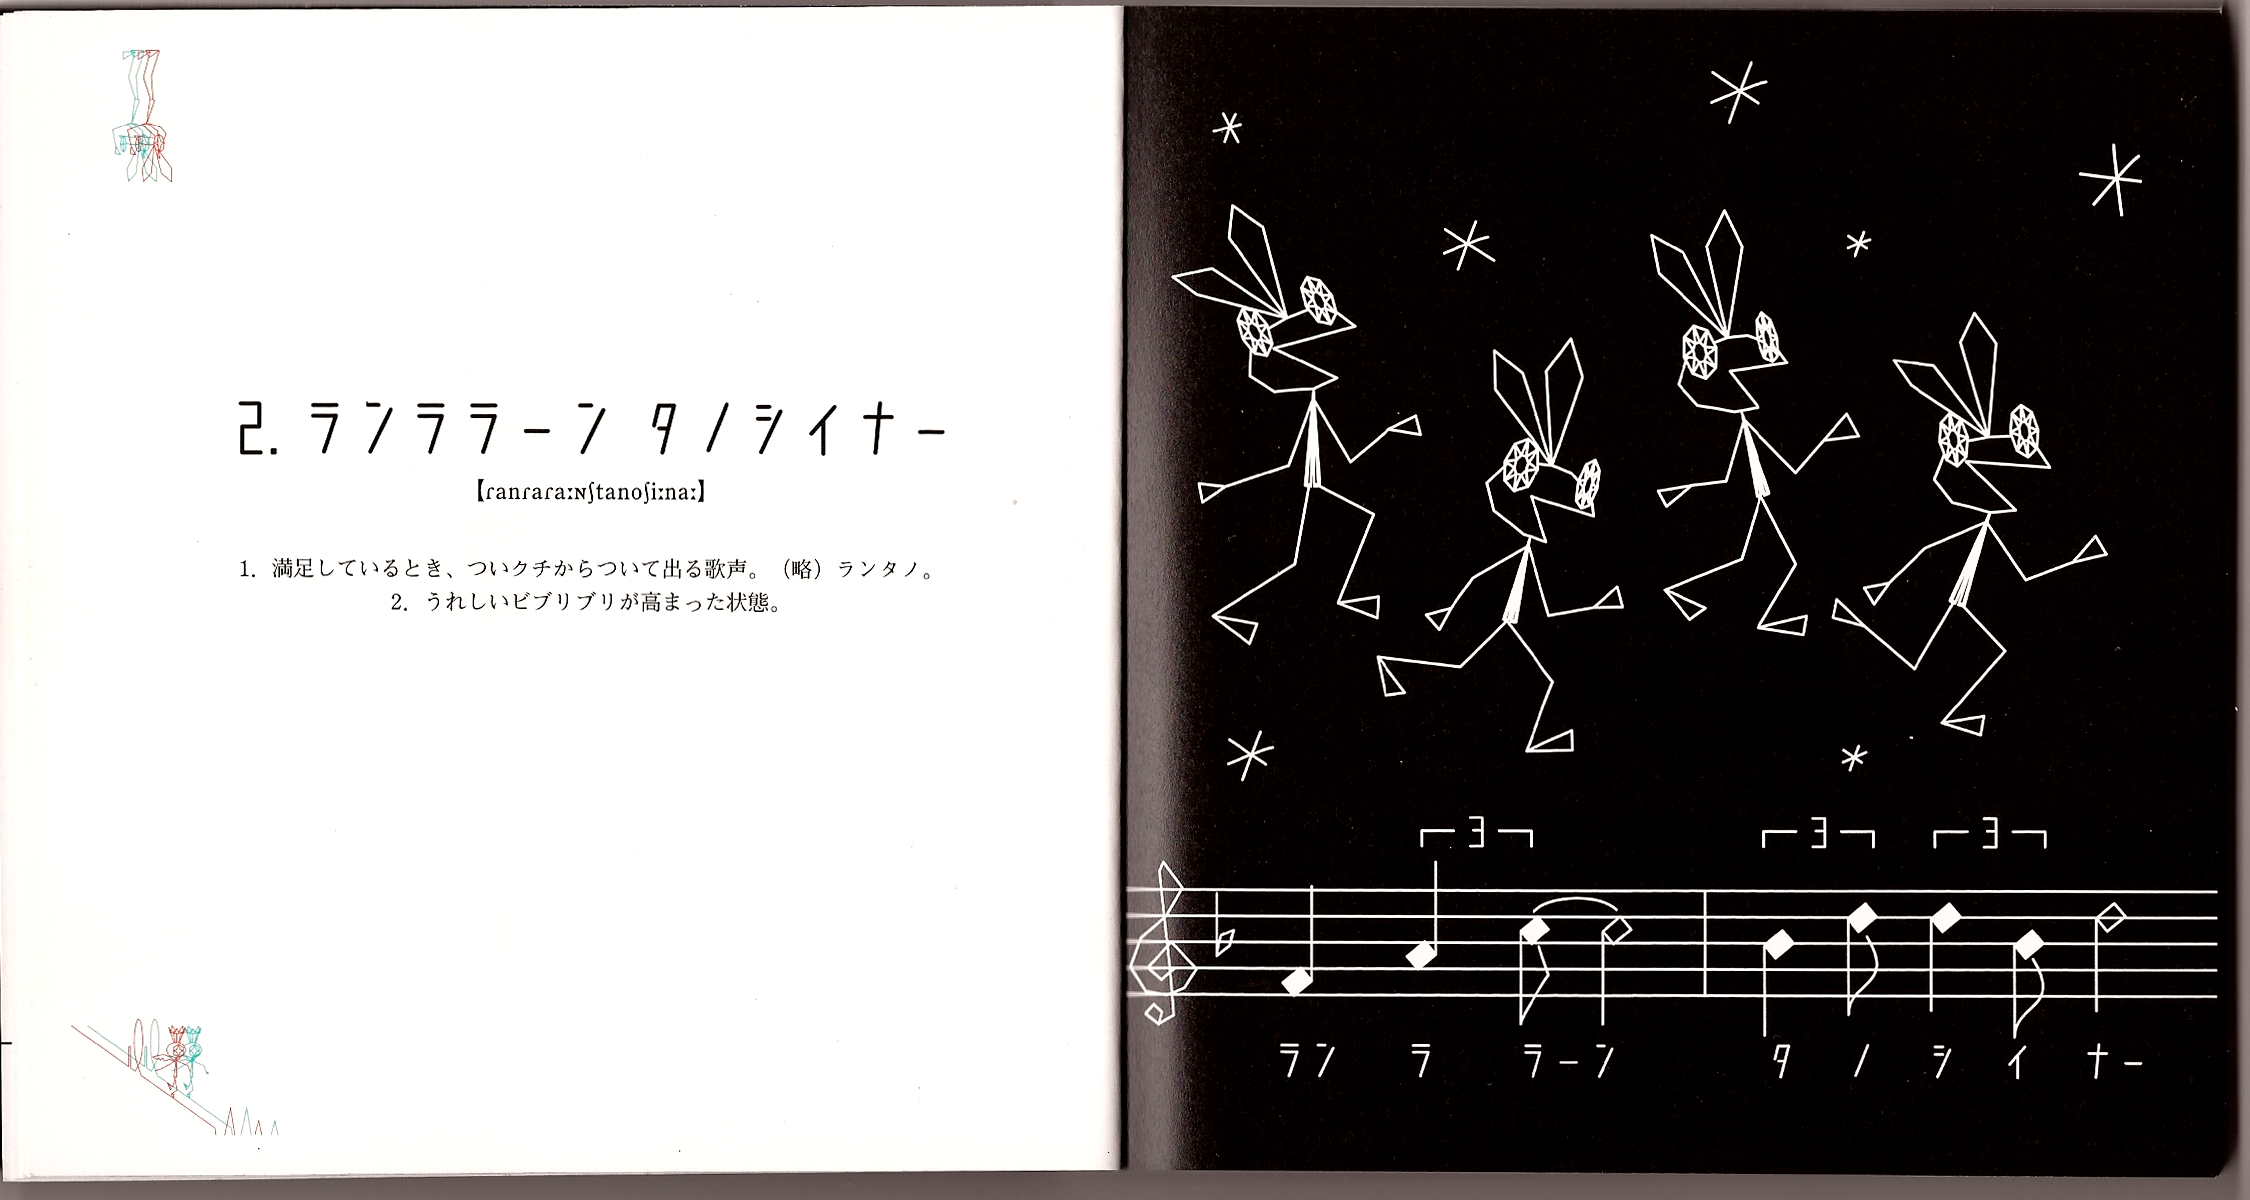 2. ランララーン タノシイナー
【ɾanɾaɾaːɴʃtanoʃiːnaː】
1. 満足しているとき、ついクチからついて出る歌声。（略）ランタノ。
2. うれしいビブリブリが高まった状態。
3 3 3
ラン ラ ラーン タ ノ シ イ ナー